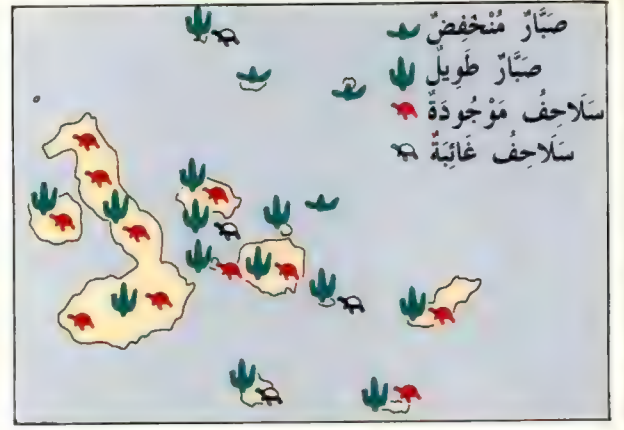 صَبَّارٌ مُنْخَفِضٌ
صَبَّارٌ طَوِيلٌ
سَلَاحِفُ مَوْجُودَةٌ
سَلَاحِفُ غَائِبَةٌ